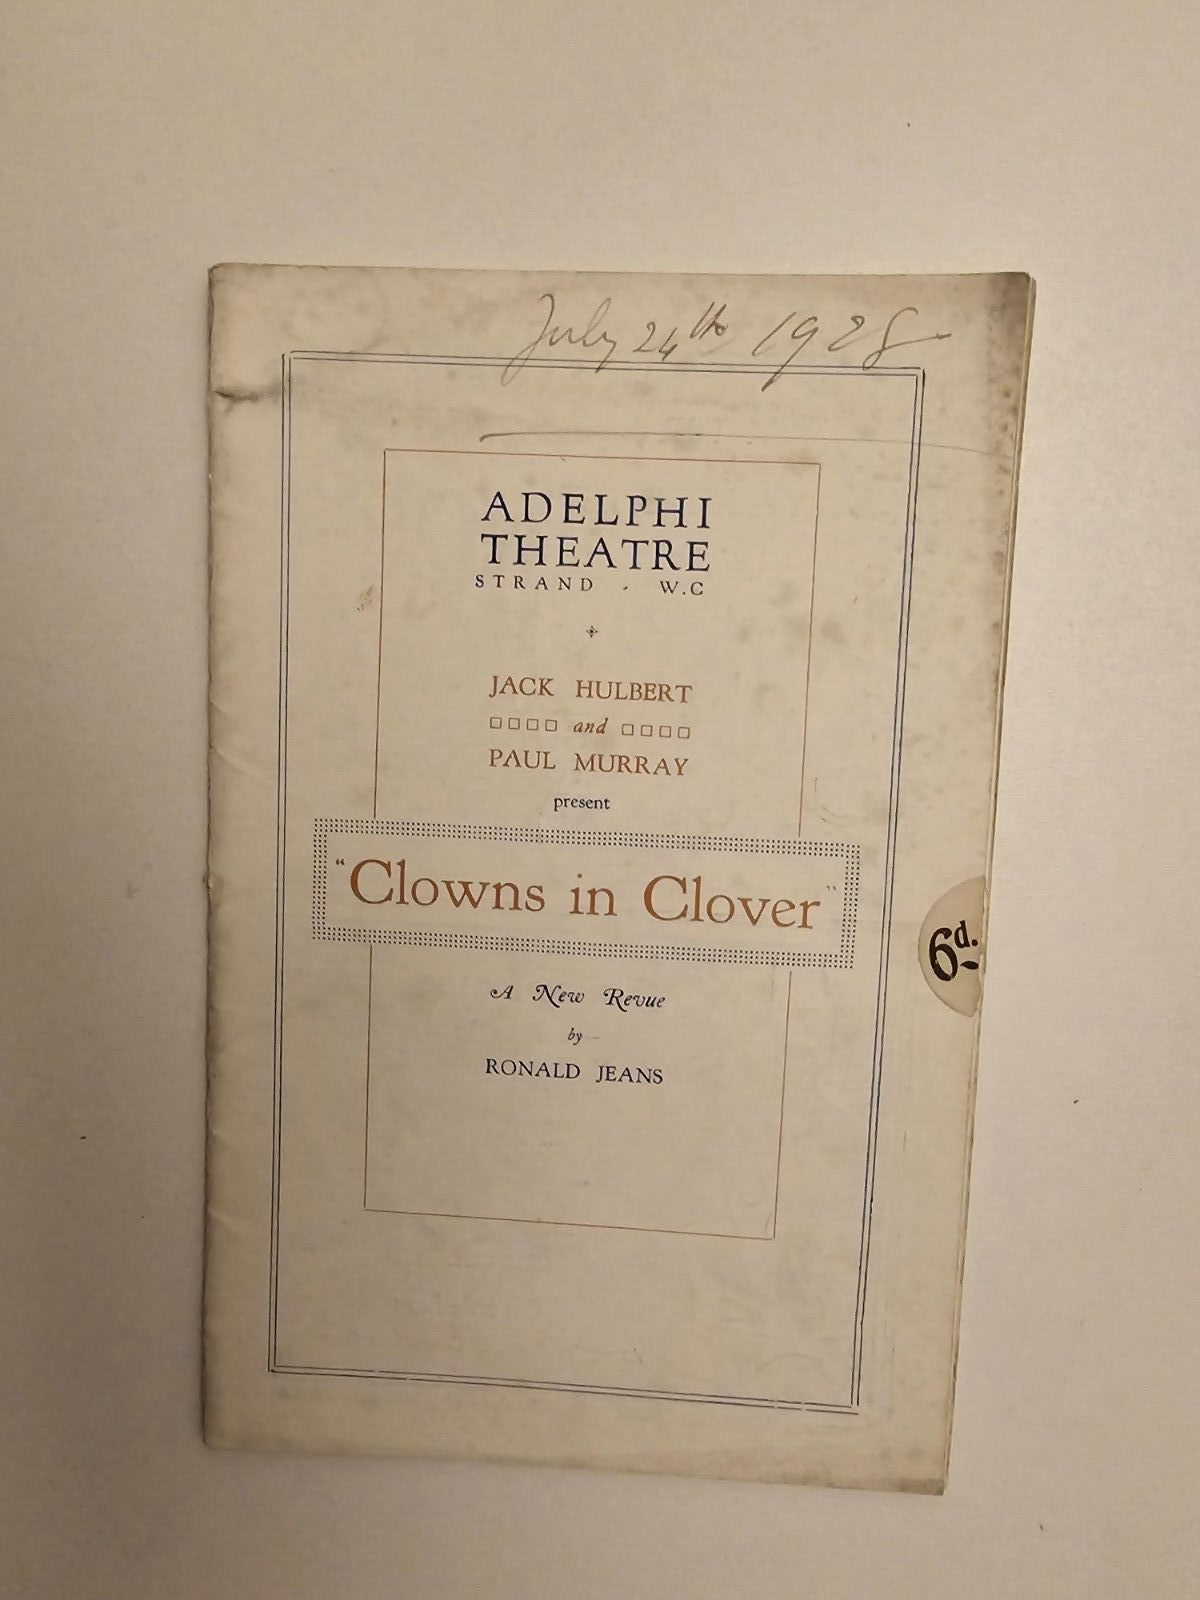 July 24th 1928
ADELPHI
THEATRE
STRAND . W.C
JACK HULBERT
and
PAUL MURRAY
present
"Clowns in Clover"
6d.
A New Revue
by
RONALD JEANS